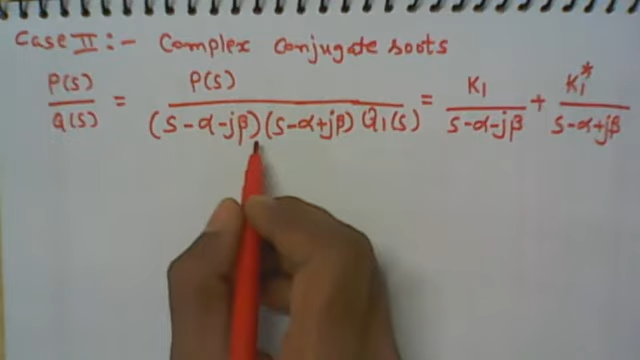 Case II :- Complex Conjugate roots
P(s)/Q(s) = P(s)/((s-α-jβ)(s-α+jβ) Q1(s)) = K1/(s-α-jβ) + K1*/(s-α+jβ)